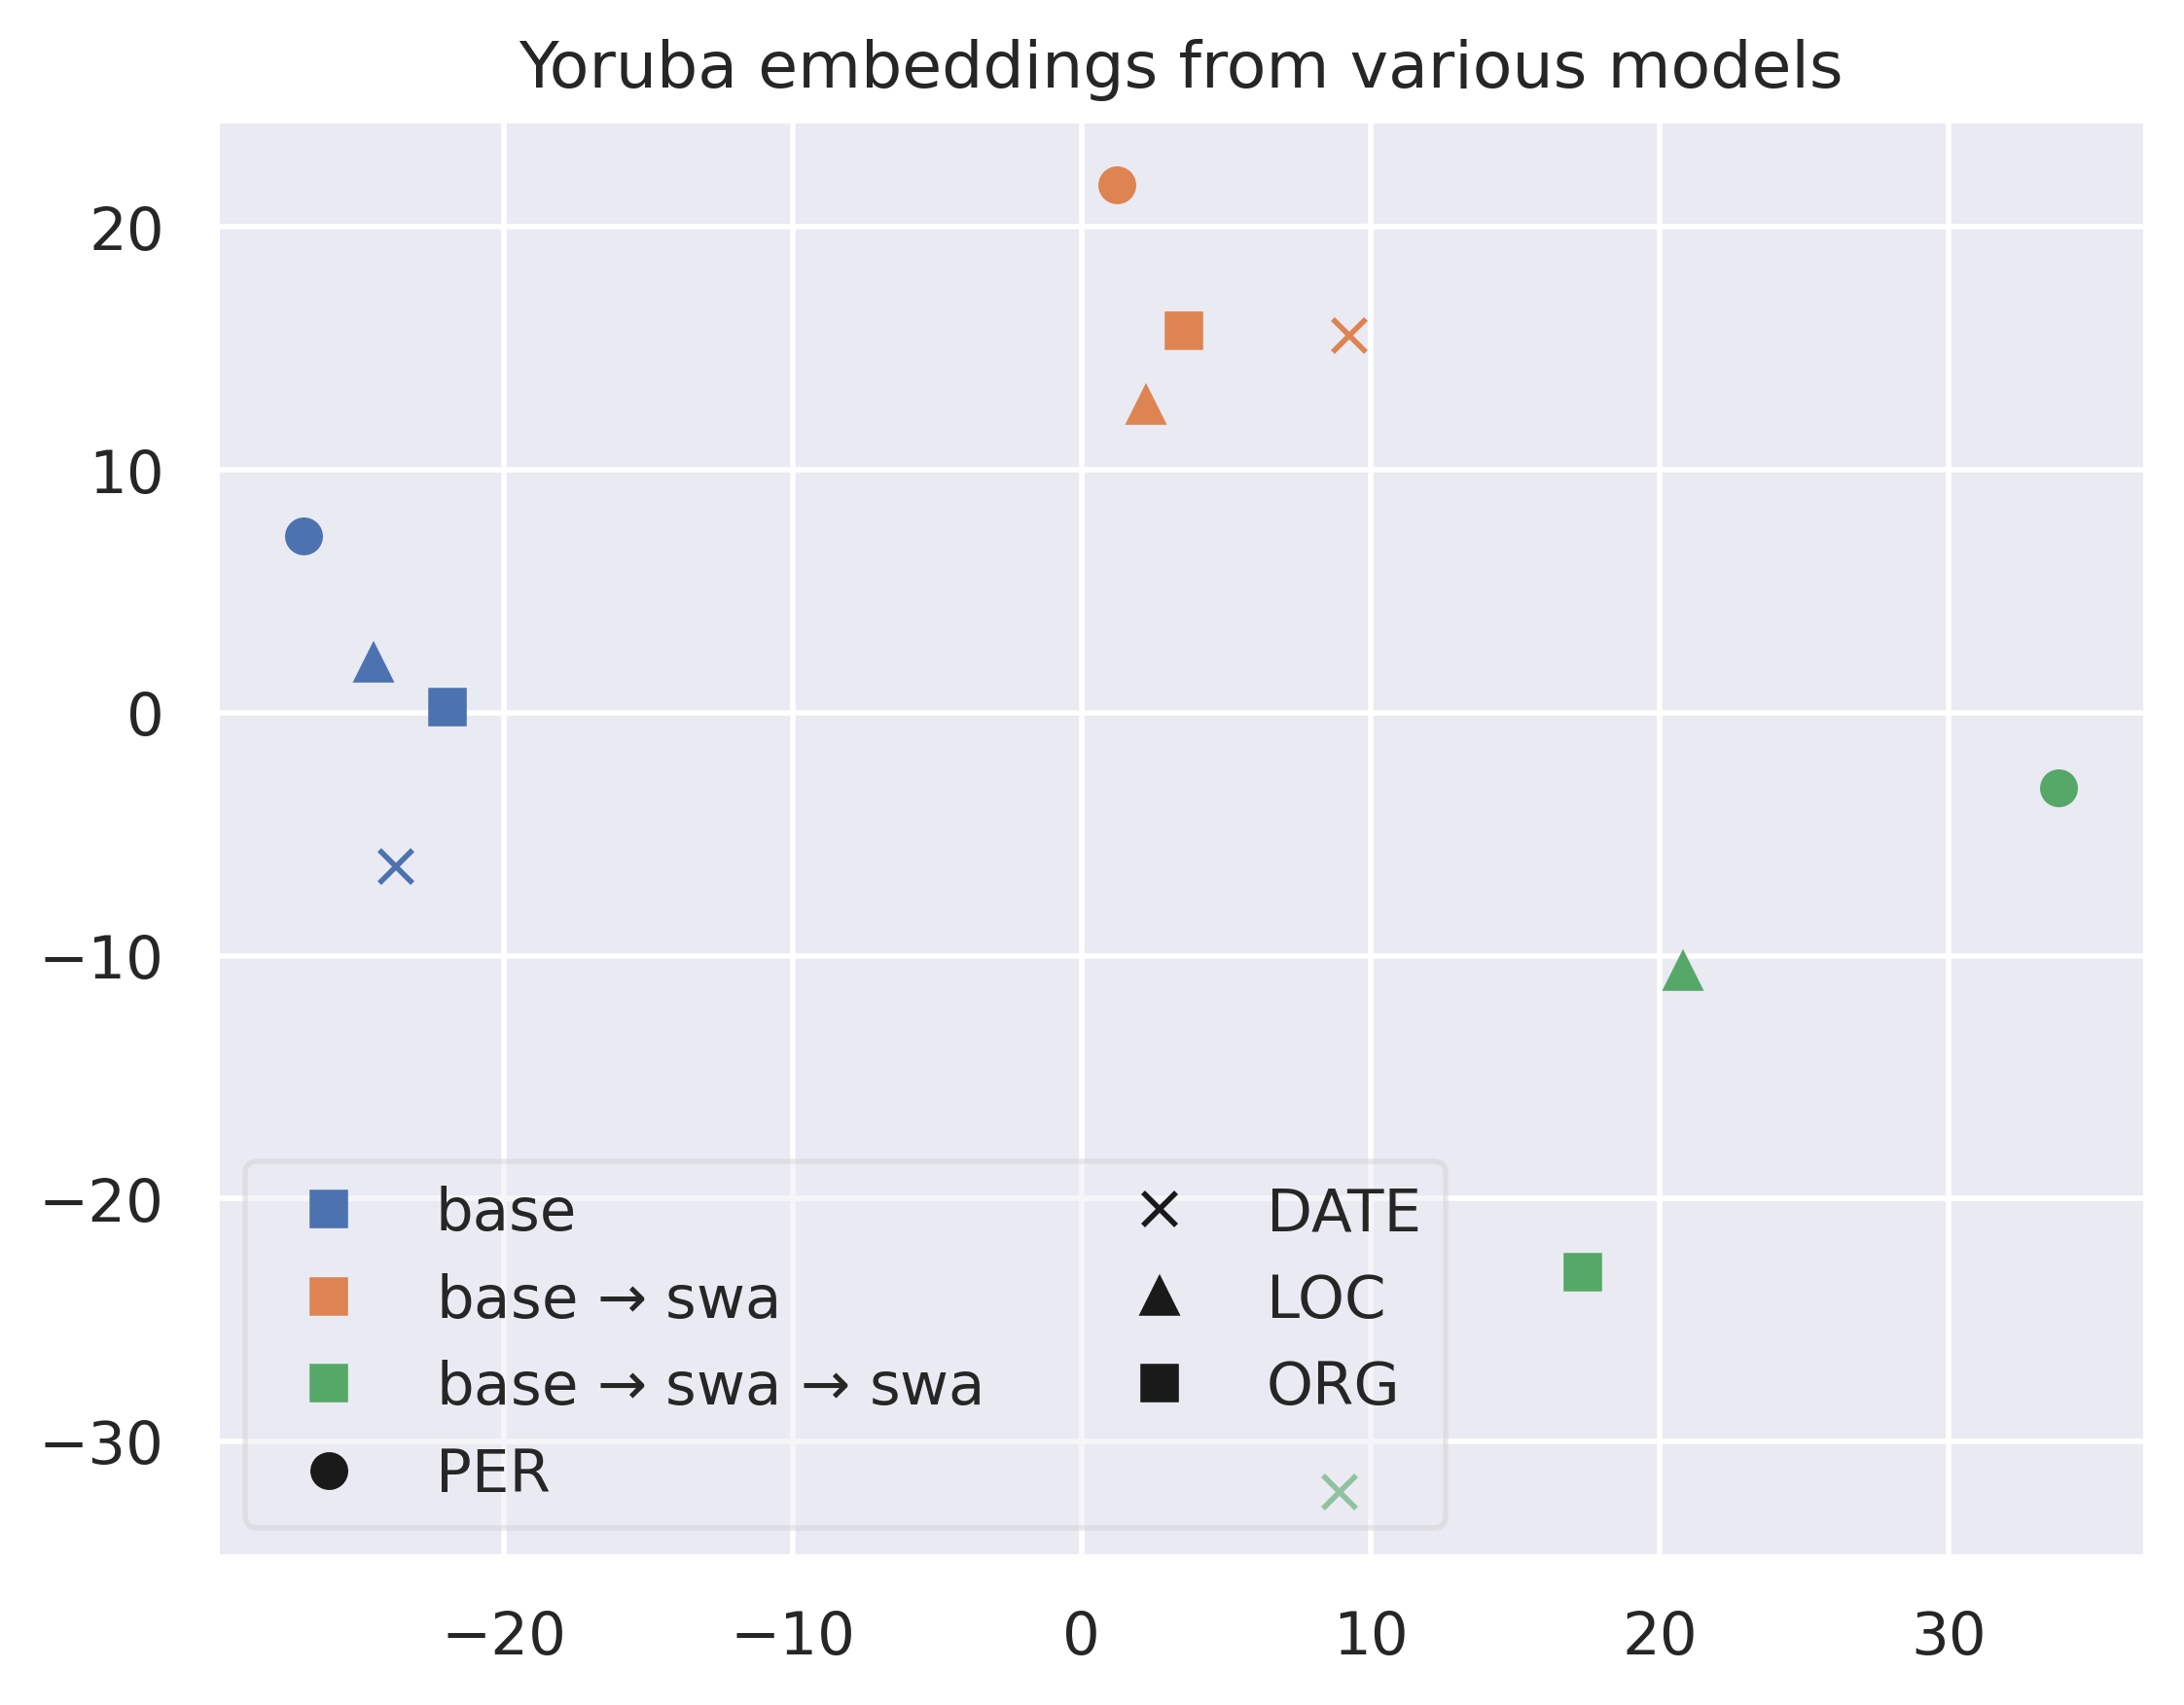 Yoruba embeddings from various models
20
10
0
−10
−20
−30
base
base → swa
base → swa → swa
PER
DATE
LOC
ORG
−20 −10 0 10 20 30